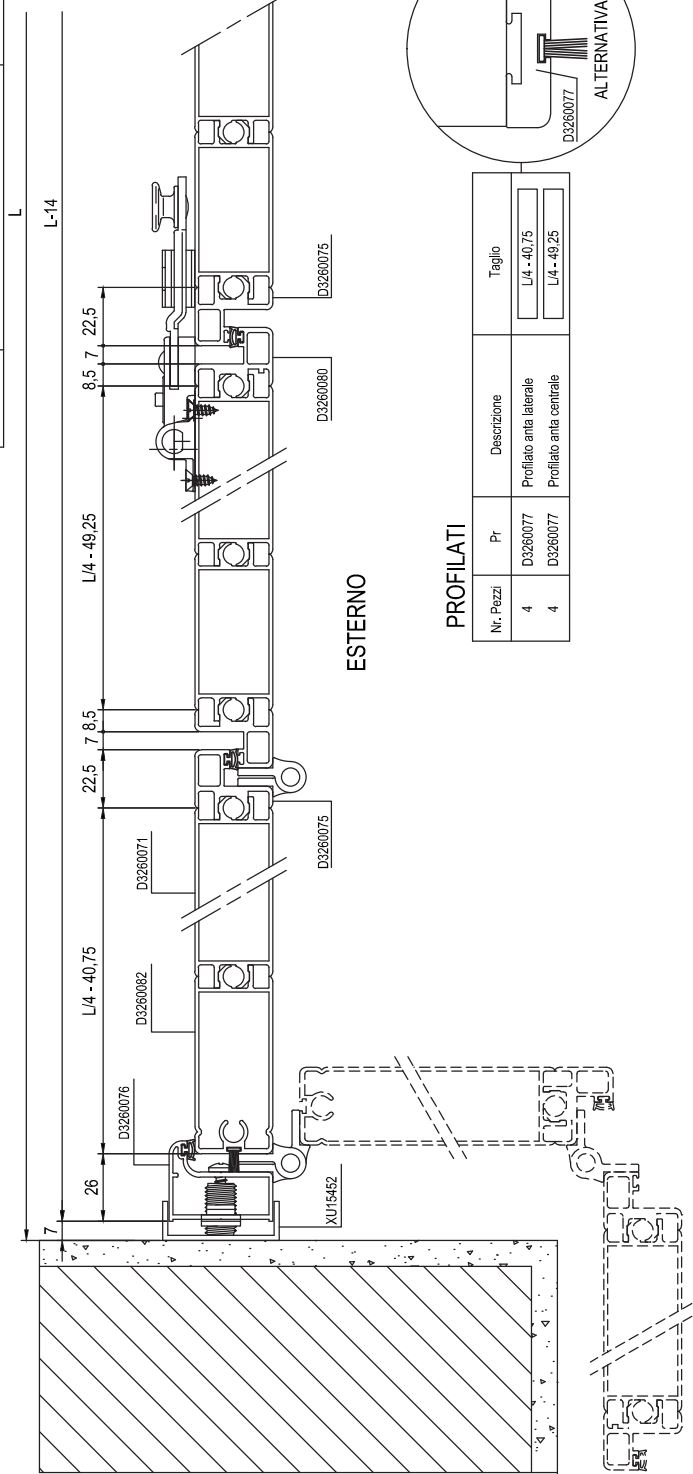 L
L-14
7
26
L/4 - 40,75
22,5
7
8,5
L/4 - 49,25
8,5
7
22,5
D3260076
D3260082
D3260071
XU15452
D3260075
D3260080
D3260075
ESTERNO
PROFILATI
Nr. Pezzi Pr Descrizione Taglio
4 D3260077 Profilato anta laterale L/4 - 40,75
4 D3260077 Profilato anta centrale L/4 - 49,25
D3260077
ALTERNATIVA